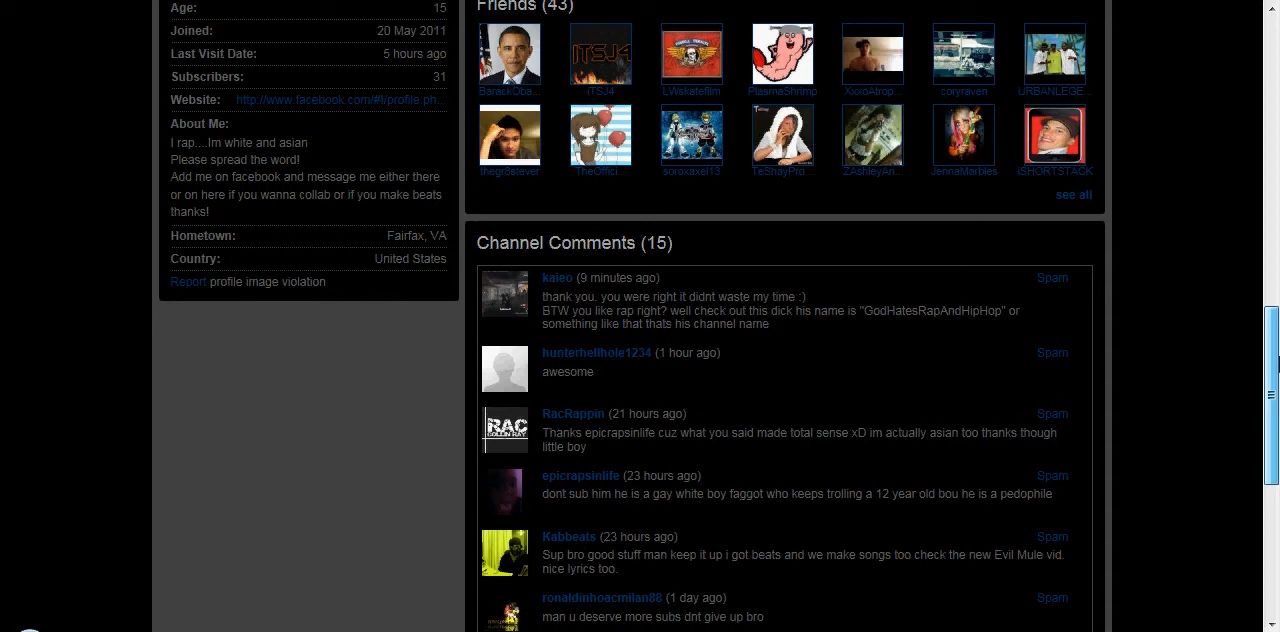 Age: 15
Joined: 20 May 2011
Last Visit Date: 5 hours ago
Subscribers: 31
Website: http://www.facebook.com/#!/profile.ph...
About Me:
I rap....Im white and asian
Please spread the word!
Add me on facebook and message me either there
or on here if you wanna collab or if you make beats
thanks!
Hometown: Fairfax, VA
Country: United States
Report profile image violation
Friends (43)
BarackOba...
ITSJ4
ITSJ4
LWskatefilm
PlasmaShrimp
XxxoAtrop...
coryraven
URBANLEGE
thegr8stever
TheOffici...
soroxaxel13
TeShayPro...
ZAshleyAn...
JennaMarbles
iSHORTSTACK
see all
Channel Comments (15)
kaieo (9 minutes ago) Spam
thank you. you were right it didnt waste my time :)
BTW you like rap right? well check out this dick his name is "GodHatesRapAndHipHop" or
something like that thats his channel name
hunterhellhole1234 (1 hour ago) Spam
awesome
RAC
COLLIN RAY
RacRappin (21 hours ago) Spam
Thanks epicrapsinlife cuz what you said made total sense xD im actually asian too thanks though
little boy
epicrapsinlife (23 hours ago) Spam
dont sub him he is a gay white boy faggot who keeps trolling a 12 year old bou he is a pedophile
Kabbeats (23 hours ago) Spam
Sup bro good stuff man keep it up i got beats and we make songs too check the new Evil Mule vid.
nice lyrics too.
ronaldinhoacmilan88 (1 day ago) Spam
man u deserve more subs dnt give up bro